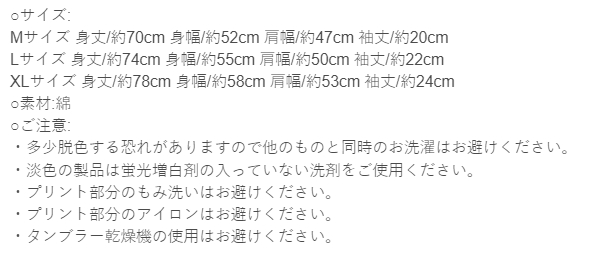 ○サイズ:
Mサイズ 身丈/約70cm 身幅/約52cm 肩幅/約47cm 袖丈/約20cm
Lサイズ 身丈/約74cm 身幅/約55cm 肩幅/約50cm 袖丈/約22cm
XLサイズ 身丈/約78cm 身幅/約58cm 肩幅/約53cm 袖丈/約24cm
○素材:綿
○ご注意:
・多少脱色する恐れがありますので他のものと同時のお洗濯はお避けください。
・淡色の製品は蛍光増白剤の入っていない洗剤をご使用ください。
・プリント部分のもみ洗いはお避けください。
・プリント部分のアイロンはお避けください。
・タンブラー乾燥機の使用はお避けください。